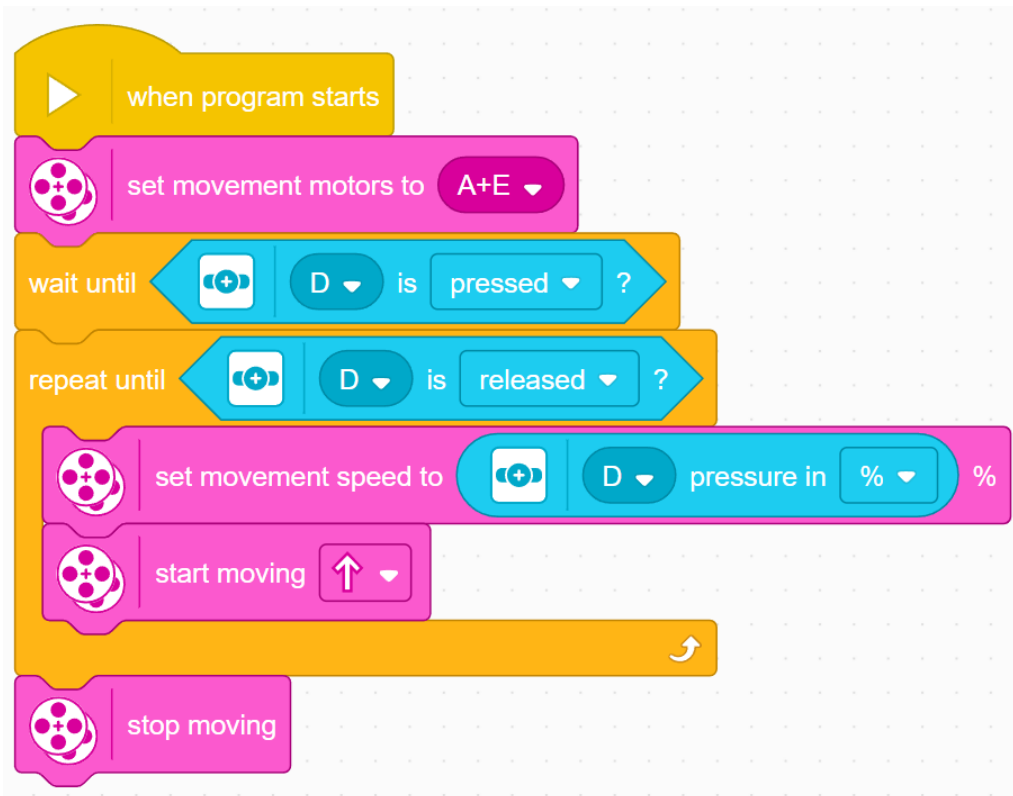 when program starts
set movement motors to A+E
wait until D is pressed ?
repeat until D is released ?
set movement speed to D pressure in % %
start moving
stop moving